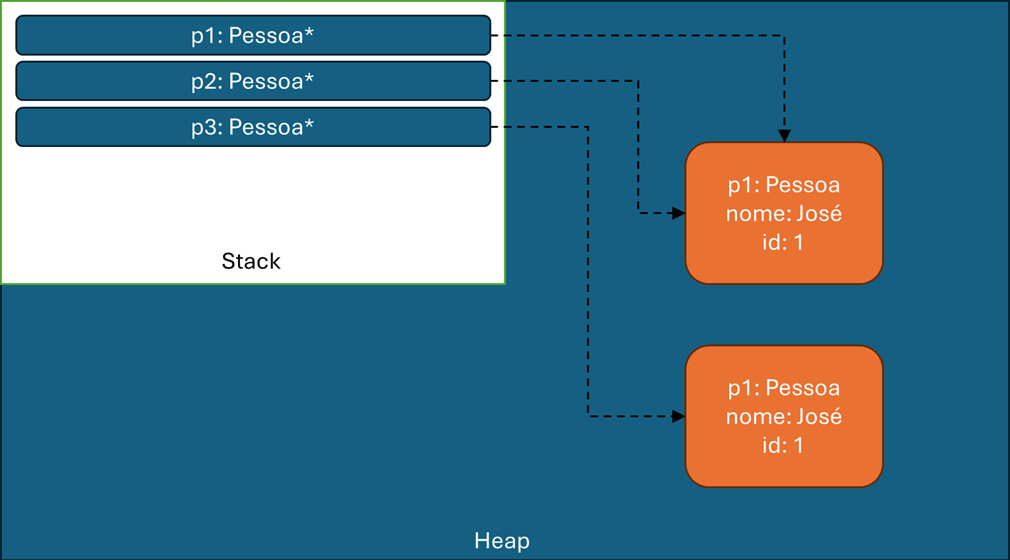 p1: Pessoa*
p2: Pessoa*
p3: Pessoa*
Stack
p1: Pessoa
nome: José
id: 1
p1: Pessoa
nome: José
id: 1
Heap